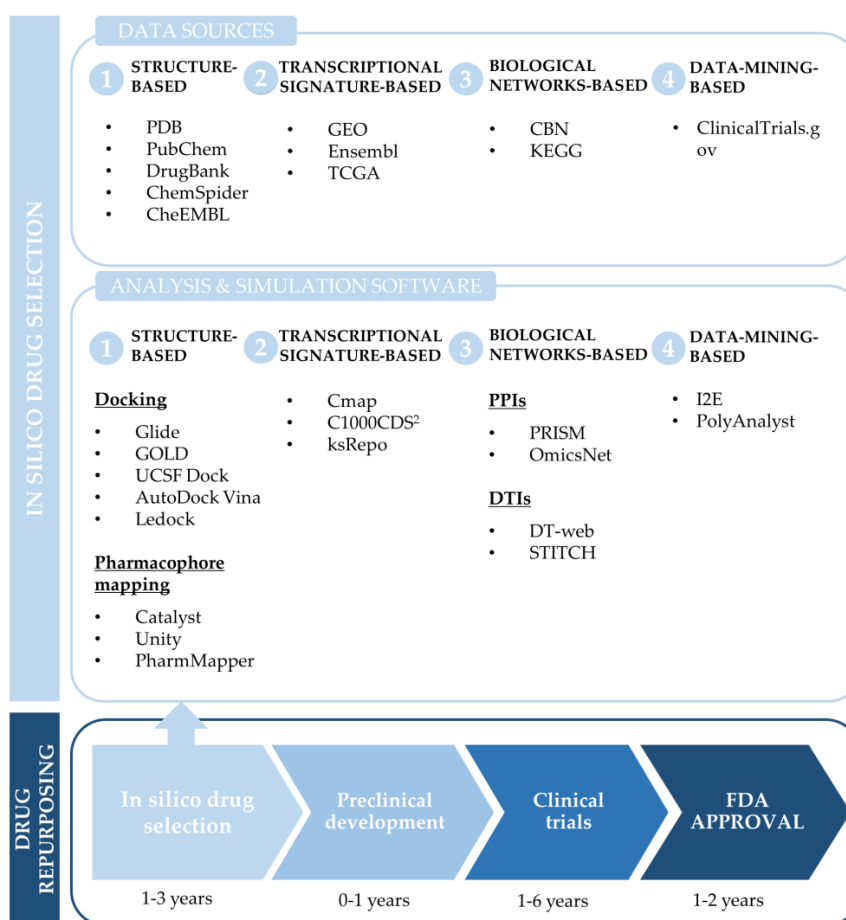 IN SILICO DRUG SELECTION
DATA SOURCES
1 STRUCTURE-
BASED
• PDB
• PubChem
• DrugBank
• ChemSpider
• CheEMBL
2 TRANSCRIPTIONAL
SIGNATURE-BASED
• GEO
• Ensembl
• TCGA
3 BIOLOGICAL
NETWORKS-BASED
• CBN
• KEGG
4 DATA-MINING-
BASED
• ClinicalTrials.g
ov
ANALYSIS & SIMULATION SOFTWARE
1 STRUCTURE-
BASED
Docking
• Glide
• GOLD
• UCSF Dock
• AutoDock Vina
• Ledock
Pharmacophore
mapping
• Catalyst
• Unity
• PharmMapper
2 TRANSCRIPTIONAL
SIGNATURE-BASED
• Cmap
• C1000CDS²
• ksRepo
3 BIOLOGICAL
NETWORKS-BASED
PPIs
• PRISM
• OmicsNet
DTIs
• DT-web
• STITCH
4 DATA-MINING-
BASED
• I2E
• PolyAnalyst
DRUG
REPURPOSING
In silico drug
selection
1-3 years
Preclinical
development
0-1 years
Clinical
trials
1-6 years
FDA
APPROVAL
1-2 years